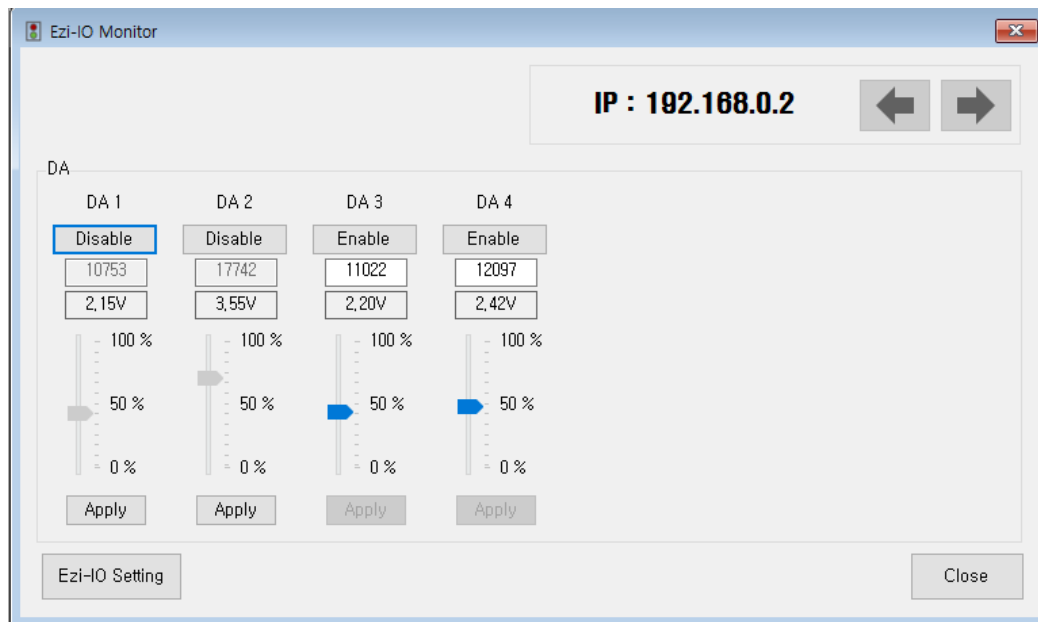 Ezi-IO Monitor
IP : 192.168.0.2
DA
DA 1 DA 2 DA 3 DA 4
Disable Disable Enable Enable
10753 17742 11022 12097
2,15V 3,55V 2,20V 2,42V
100 % 100 % 100 % 100 %
50 % 50 % 50 % 50 %
0 % 0 % 0 % 0 %
Apply Apply Apply Apply
Ezi-IO Setting Close